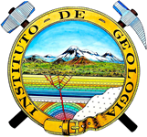 INSTITUTO - DE - GEOLOGIA